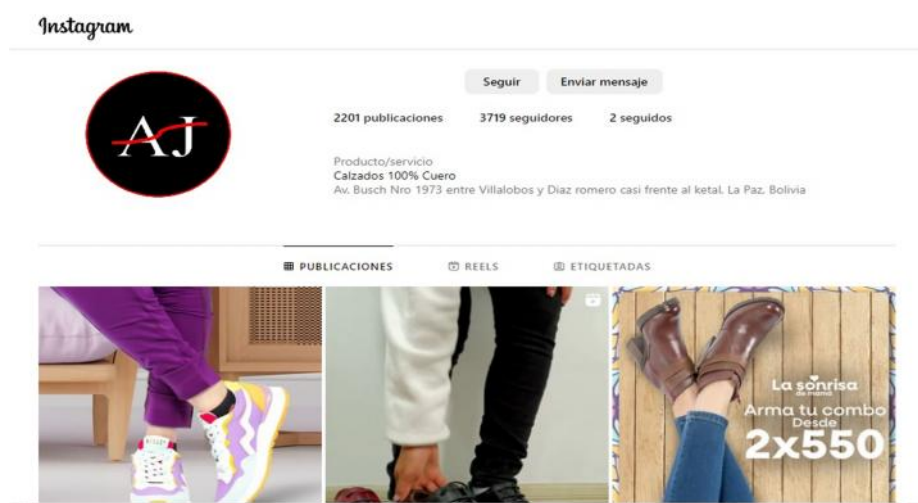 Instagram
Seguir Enviar mensaje
AJ
2201 publicaciones 3719 seguidores 2 seguidos
Producto/servicio
Calzados 100% Cuero
Av. Busch Nro 1973 entre Villalobos y Diaz romero casi frente al ketal. La Paz, Bolivia
PUBLICACIONES REELS ETIQUETADAS
La sonrisa
de mamá
Arma tu combo
Desde
2x550